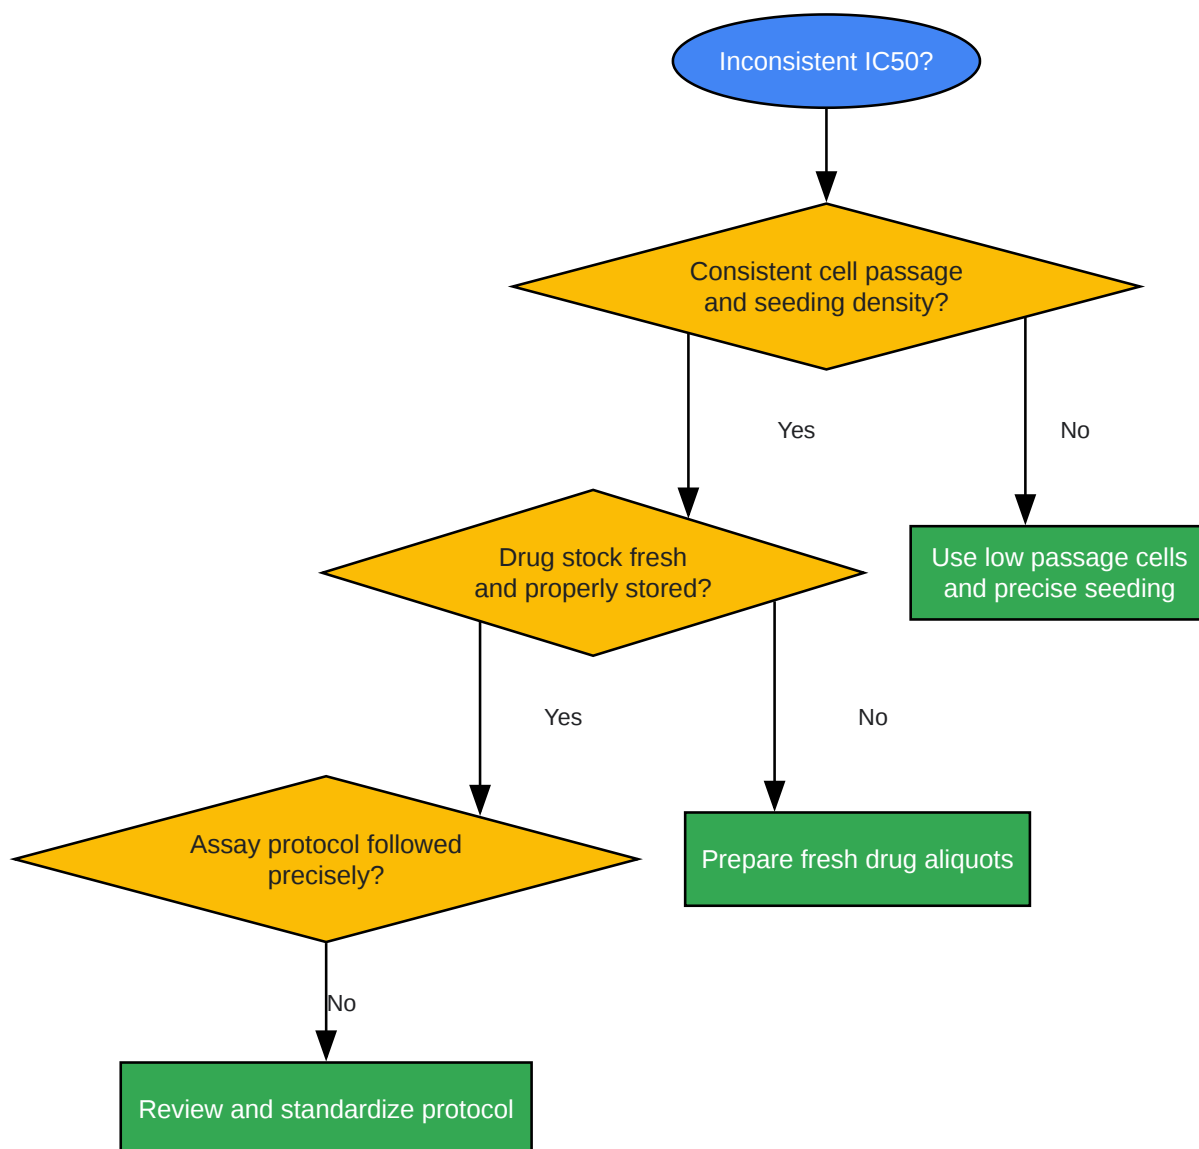 Inconsistent IC50?
Consistent cell passage
and seeding density?
Yes
No
Drug stock fresh
and properly stored?
Use low passage cells
and precise seeding
Yes
No
Assay protocol followed
precisely?
Prepare fresh drug aliquots
No
Review and standardize protocol